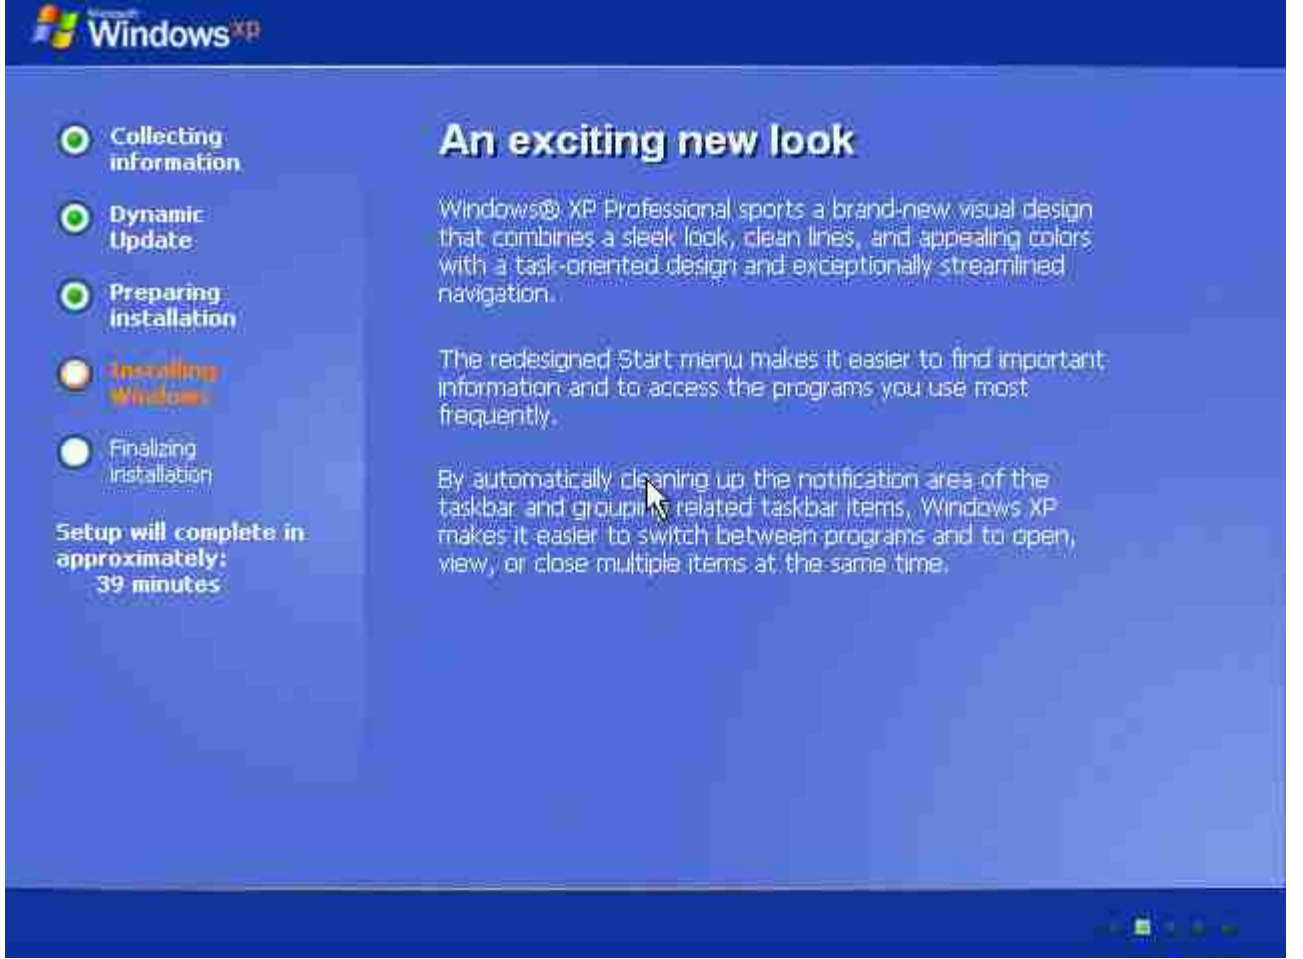 Microsoft
Windows xp
Collecting
information
Dynamic
Update
Preparing
installation
Installing
Windows
Finalizing
installation
Setup will complete in
approximately:
39 minutes
An exciting new look
Windows® XP Professional sports a brand-new visual design
that combines a sleek look, clean lines, and appealing colors
with a task-oriented design and exceptionally streamlined
navigation.
The redesigned Start menu makes it easier to find important
information and to access the programs you use most
frequently.
By automatically cleaning up the notification area of the
taskbar and grouping related taskbar items, Windows XP
makes it easier to switch between programs and to open,
view, or close multiple items at the same time.